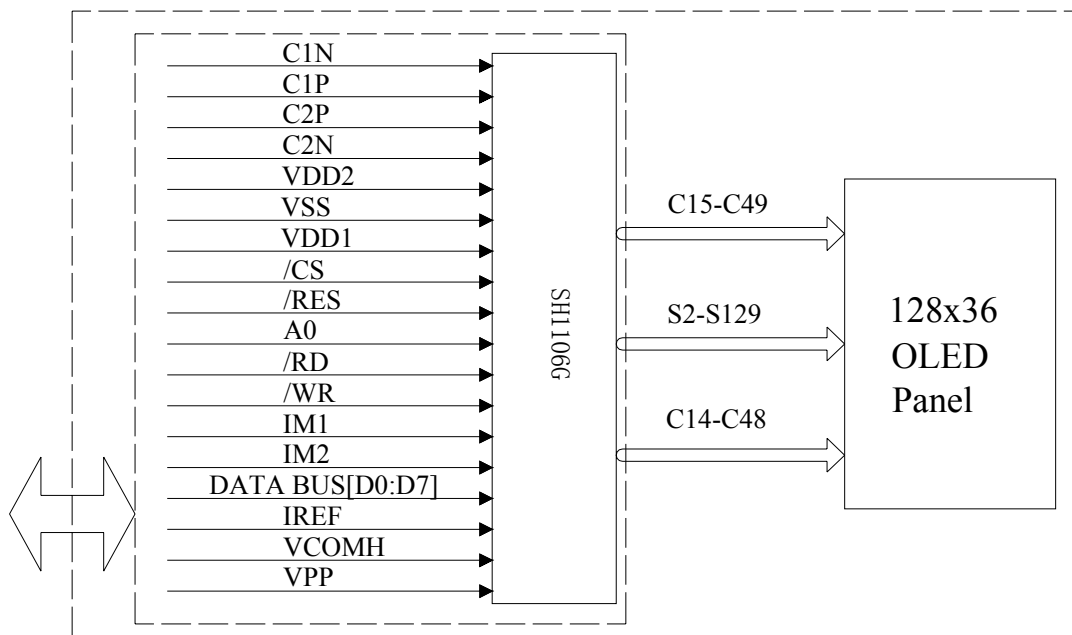 C1N
C1P
C2P
C2N
VDD2
VSS
VDD1
/CS
/RES
A0
/RD
/WR
IM1
IM2
DATA BUS[D0:D7]
IREF
VCOMH
VPP
SH1106G
C15-C49
S2-S129
C14-C48
128x36
OLED
Panel